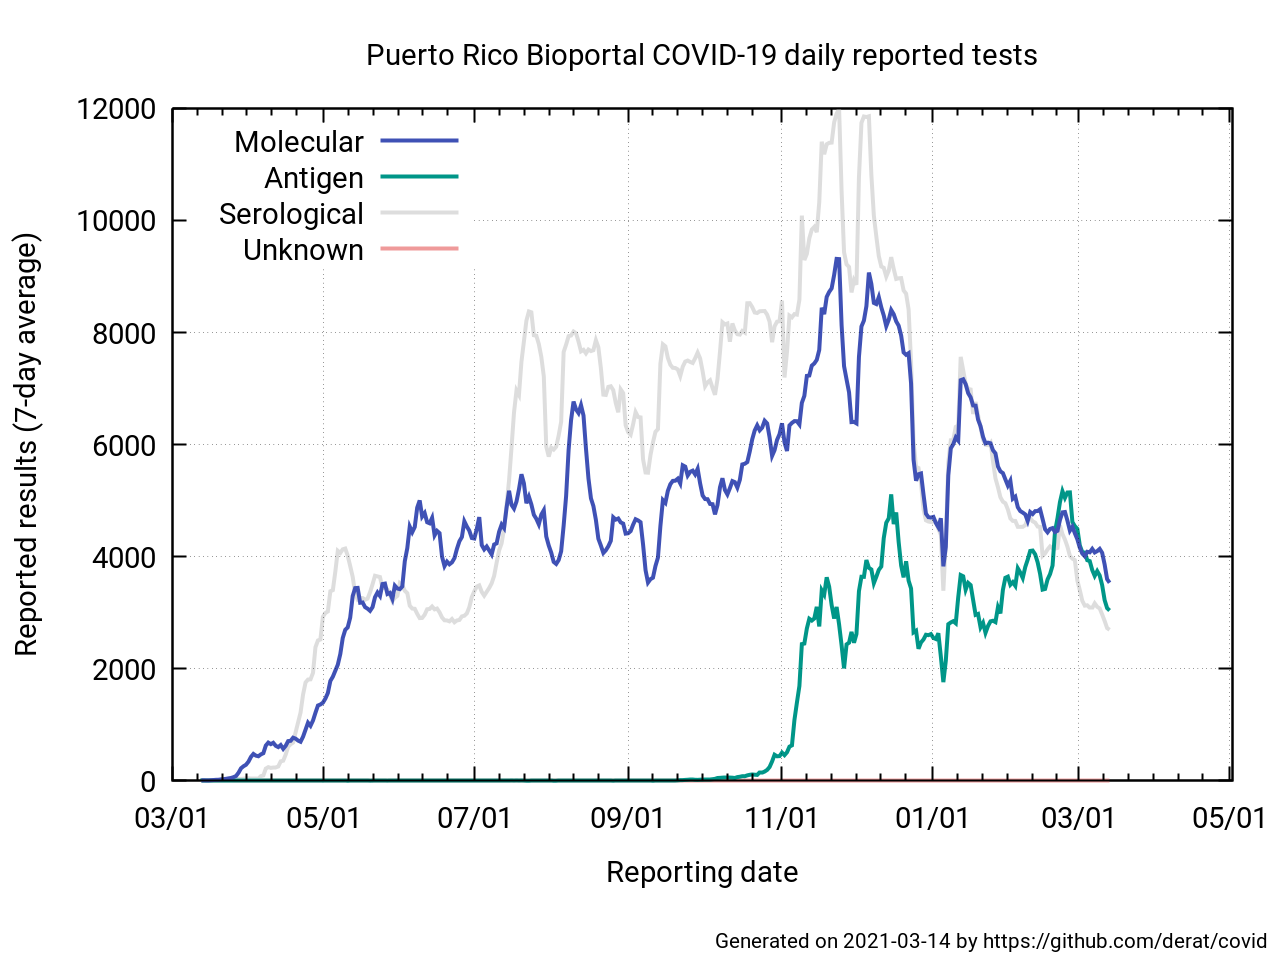 Puerto Rico Bioportal COVID-19 daily reported tests
12000
10000
8000
6000
4000
2000
0
Reported results (7-day average)
Molecular
Antigen
Serological
Unknown
03/01 05/01 07/01 09/01 11/01 01/01 03/01 05/01
Reporting date
Generated on 2021-03-14 by https://github.com/derat/covid